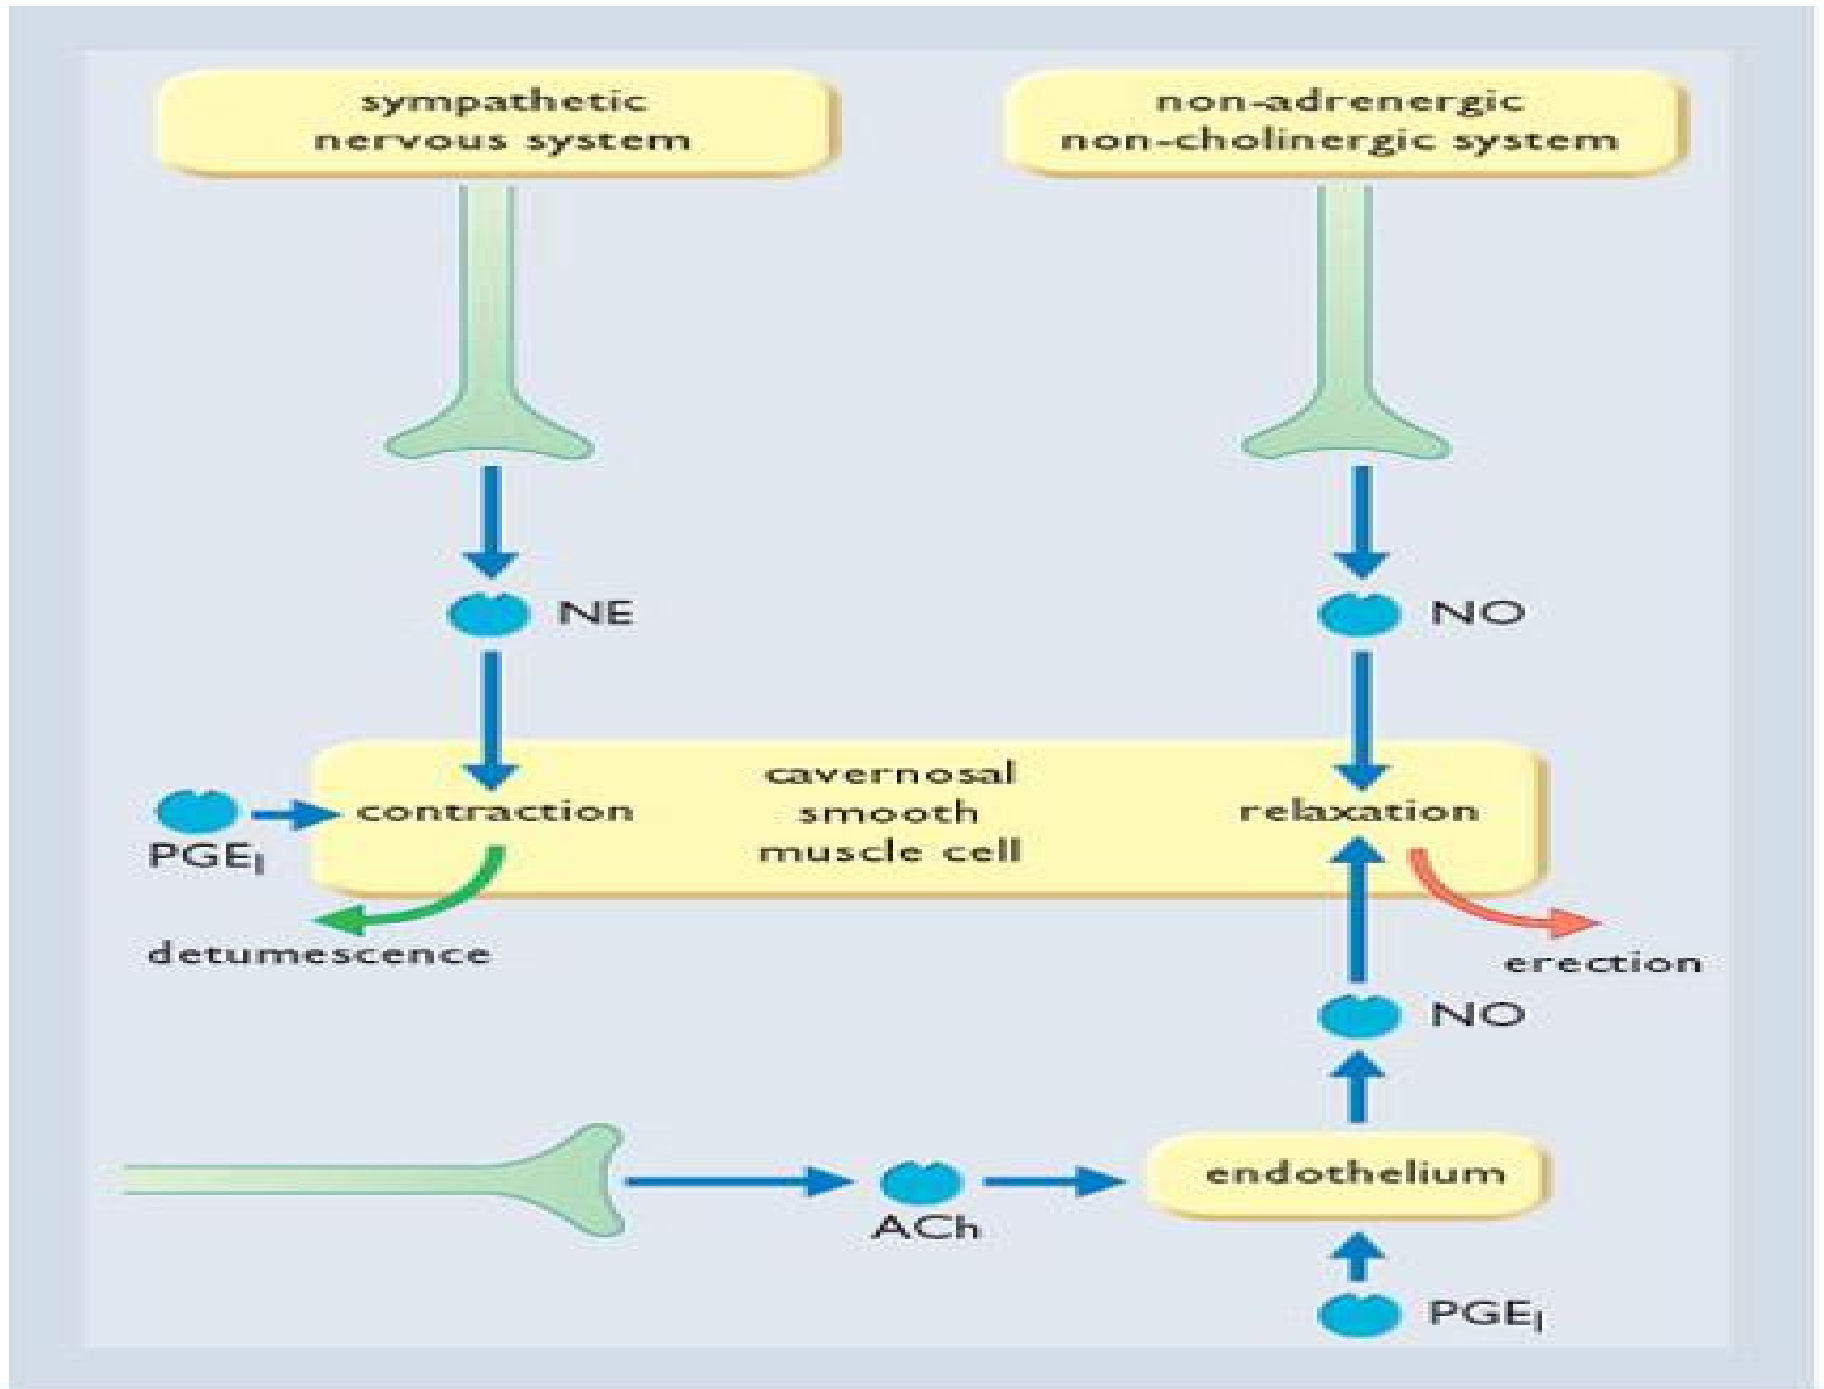 sympathetic
nervous system
non-adrenergic
non-cholinergic system
NE
NO
cavernosal
smooth
muscle cell
contraction
relaxation
PGE₁
detumescence
erection
NO
endothelium
ACh
PGE₁